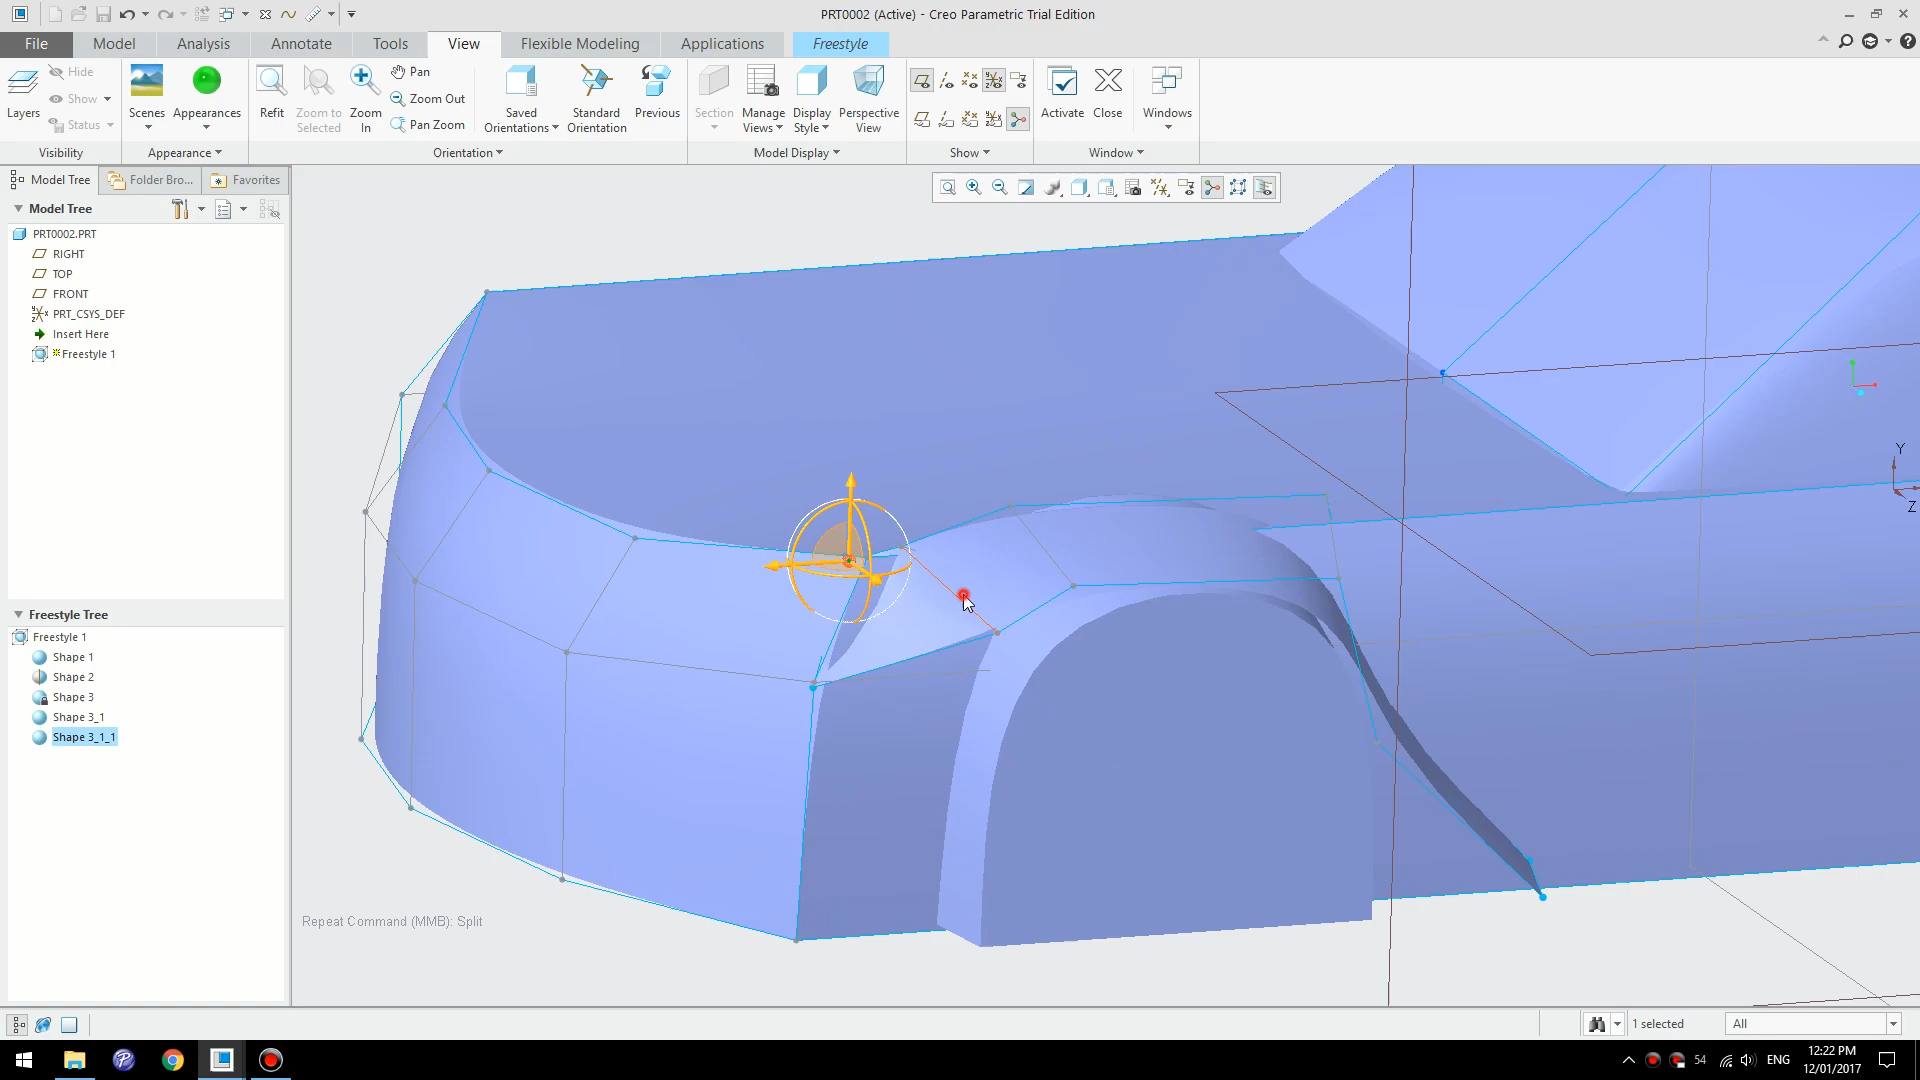 PRT0002 (Active) - Creo Parametric Trial Edition
File Model Analysis Annotate Tools View Flexible Modeling Applications Freestyle
Layers Hide Show Status Scenes Appearances Refit Zoom to Selected Zoom In Pan Zoom Out Pan Zoom Saved Orientations Standard Orientation Previous Section Manage Views Display Style Perspective View Activate Close Windows
Visibility Appearance Orientation Model Display Show Window
Model Tree Folder Bro... Favorites
Model Tree
PRT0002.PRT
RIGHT
TOP
FRONT
PRT_CSYS_DEF
Insert Here
Freestyle 1
Freestyle Tree
Freestyle 1
Shape 1
Shape 2
Shape 3
Shape 3_1
Shape 3_1_1
Y
Z
Repeat Command (MMB): Split
1 selected All
54 ENG 12:22 PM
12/01/2017